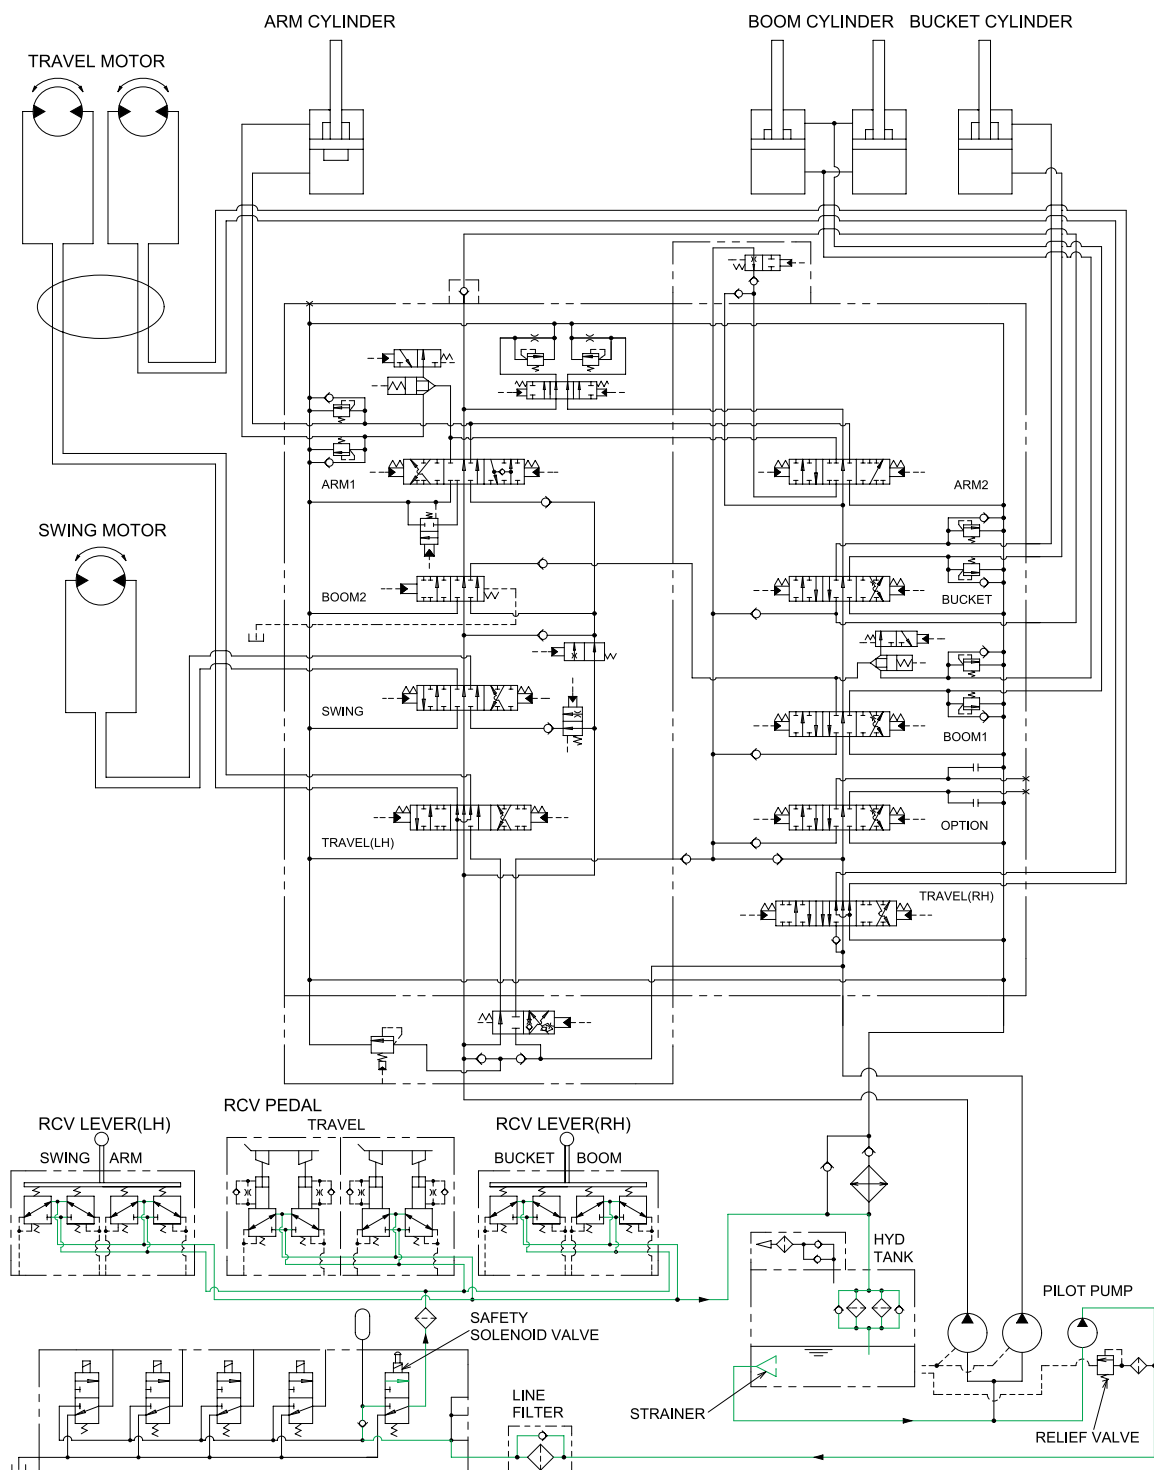 ARM CYLINDER
BOOM CYLINDER
BUCKET CYLINDER
TRAVEL MOTOR
ARM1
ARM2
SWING MOTOR
BOOM2
BUCKET
SWING
BOOM1
OPTION
TRAVEL(LH)
TRAVEL(RH)
RCV PEDAL
RCV LEVER(LH)
TRAVEL
RCV LEVER(RH)
SWING
ARM
BUCKET
BOOM
HYD
TANK
PILOT PUMP
SAFETY
SOLENOID VALVE
LINE
FILTER
STRAINER
RELIEF VALVE